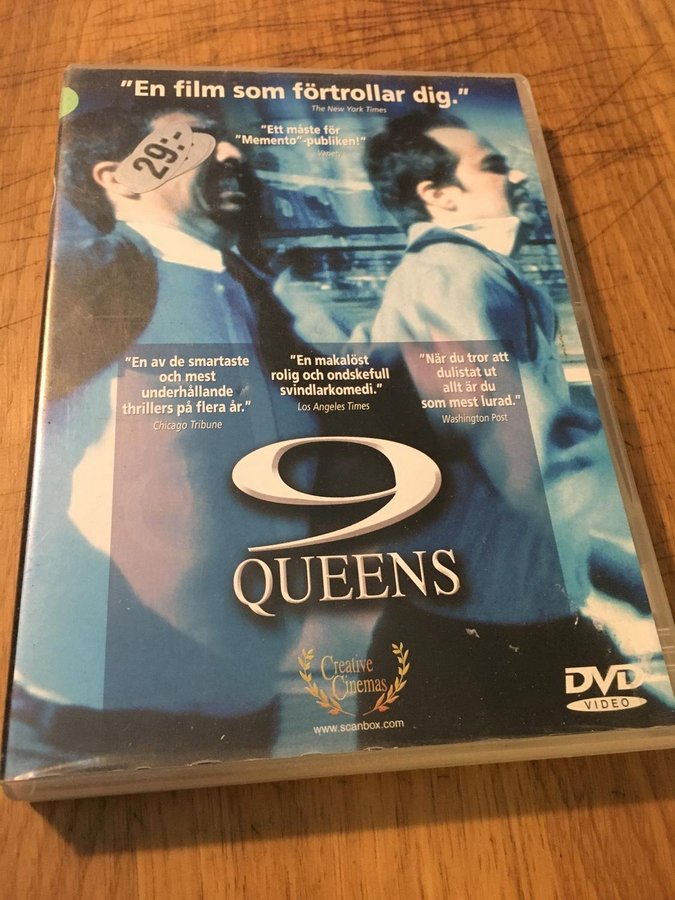 "En film som förtrollar dig."
The New York Times
"Ett måste för
"Memento"-publiken!"
Variety
29:-
"En av de smartaste
och mest
underhållande
thrillers på flera år."
Chicago Tribune
"En makalöst
rolig och ondskefull
svindlarkomedi."
Los Angeles Times
"När du tror att
dulistat ut
allt är du
som mest lurad."
Washington Post
9
QUEENS
Creative
Cinemas
www.scanbox.com
DVD
VIDEO